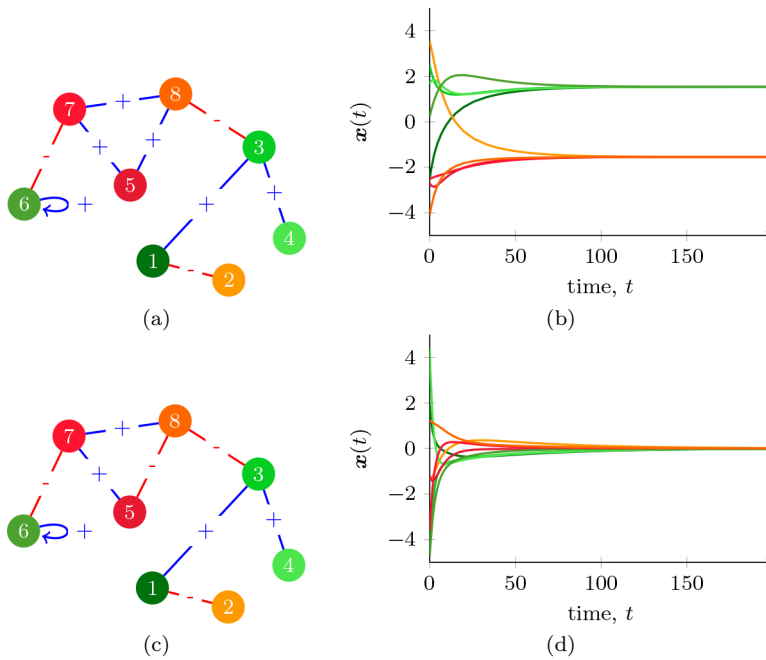 7 + 8 -
- + + 3
6 + 5 + +
1 - 2 4
(a)
x(t)
4
2
0
−2
−4
0 50 100 150
time, t
(b)
7 + 8 -
- + - 3
6 + 5 + +
1 - 2 4
(c)
x(t)
4
2
0
−2
−4
0 50 100 150
time, t
(d)